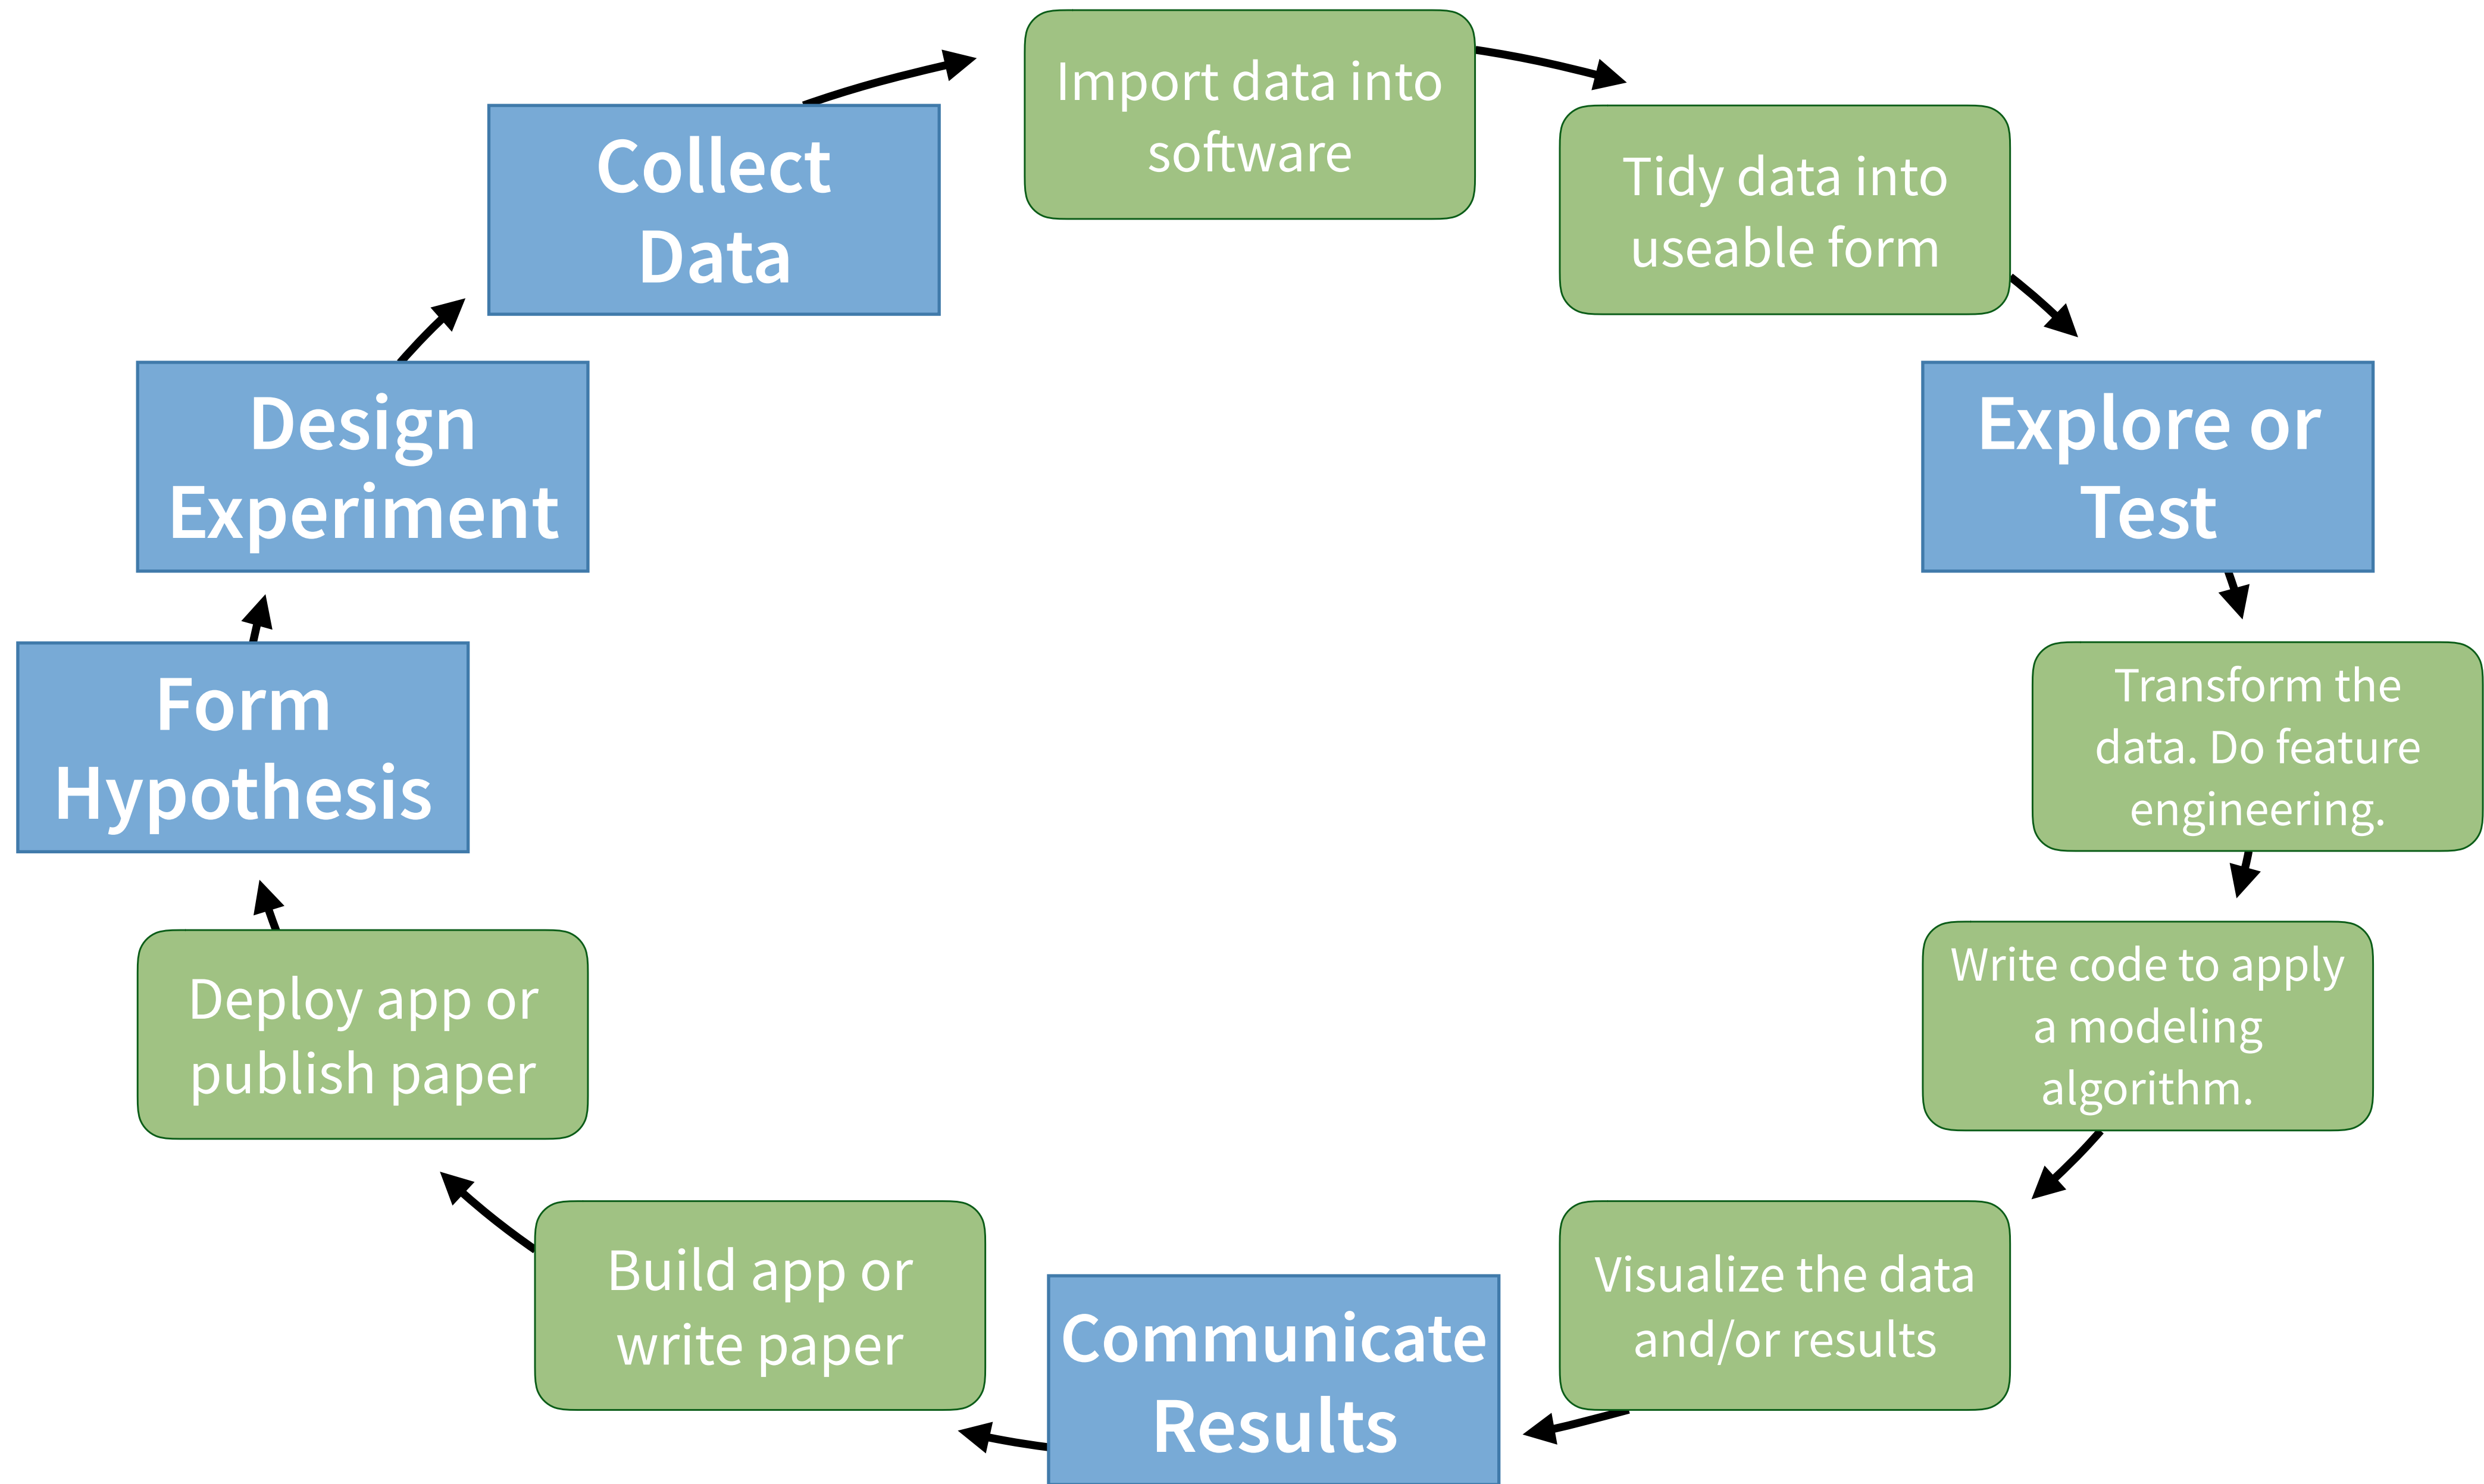 Import data into
software
Collect
Data
Tidy data into
useable form
Design
Experiment
Explore or
Test
Form
Hypothesis
Transform the
data. Do feature
engineering.
Deploy app or
publish paper
Write code to apply
a modeling
algorithm.
Build app or
write paper
Communicate
Results
Visualize the data
and/or results